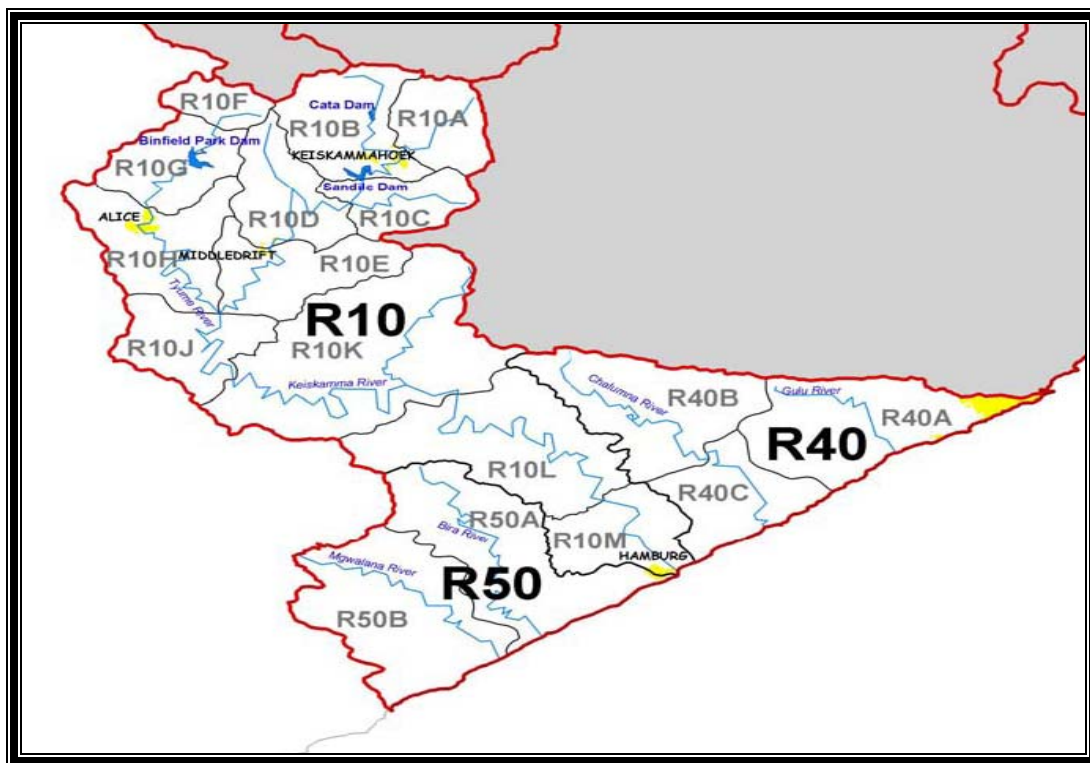 R10F
Cata Dam
R10B
R10A
Binfield Park Dam
KEISKAMMAHOEK
R10G
Sandile Dam
ALICE
R10D
R10C
R10H
MIDDLEDRIFT
R10E
Tyume River
R10
R10J
R10K
Keiskamma River
Chalumna River
R40B
Gulu River
R40A
R40
R10L
R40C
R50A
Bira River
R10M
HAMBURG
Mgwalana River
R50
R50B